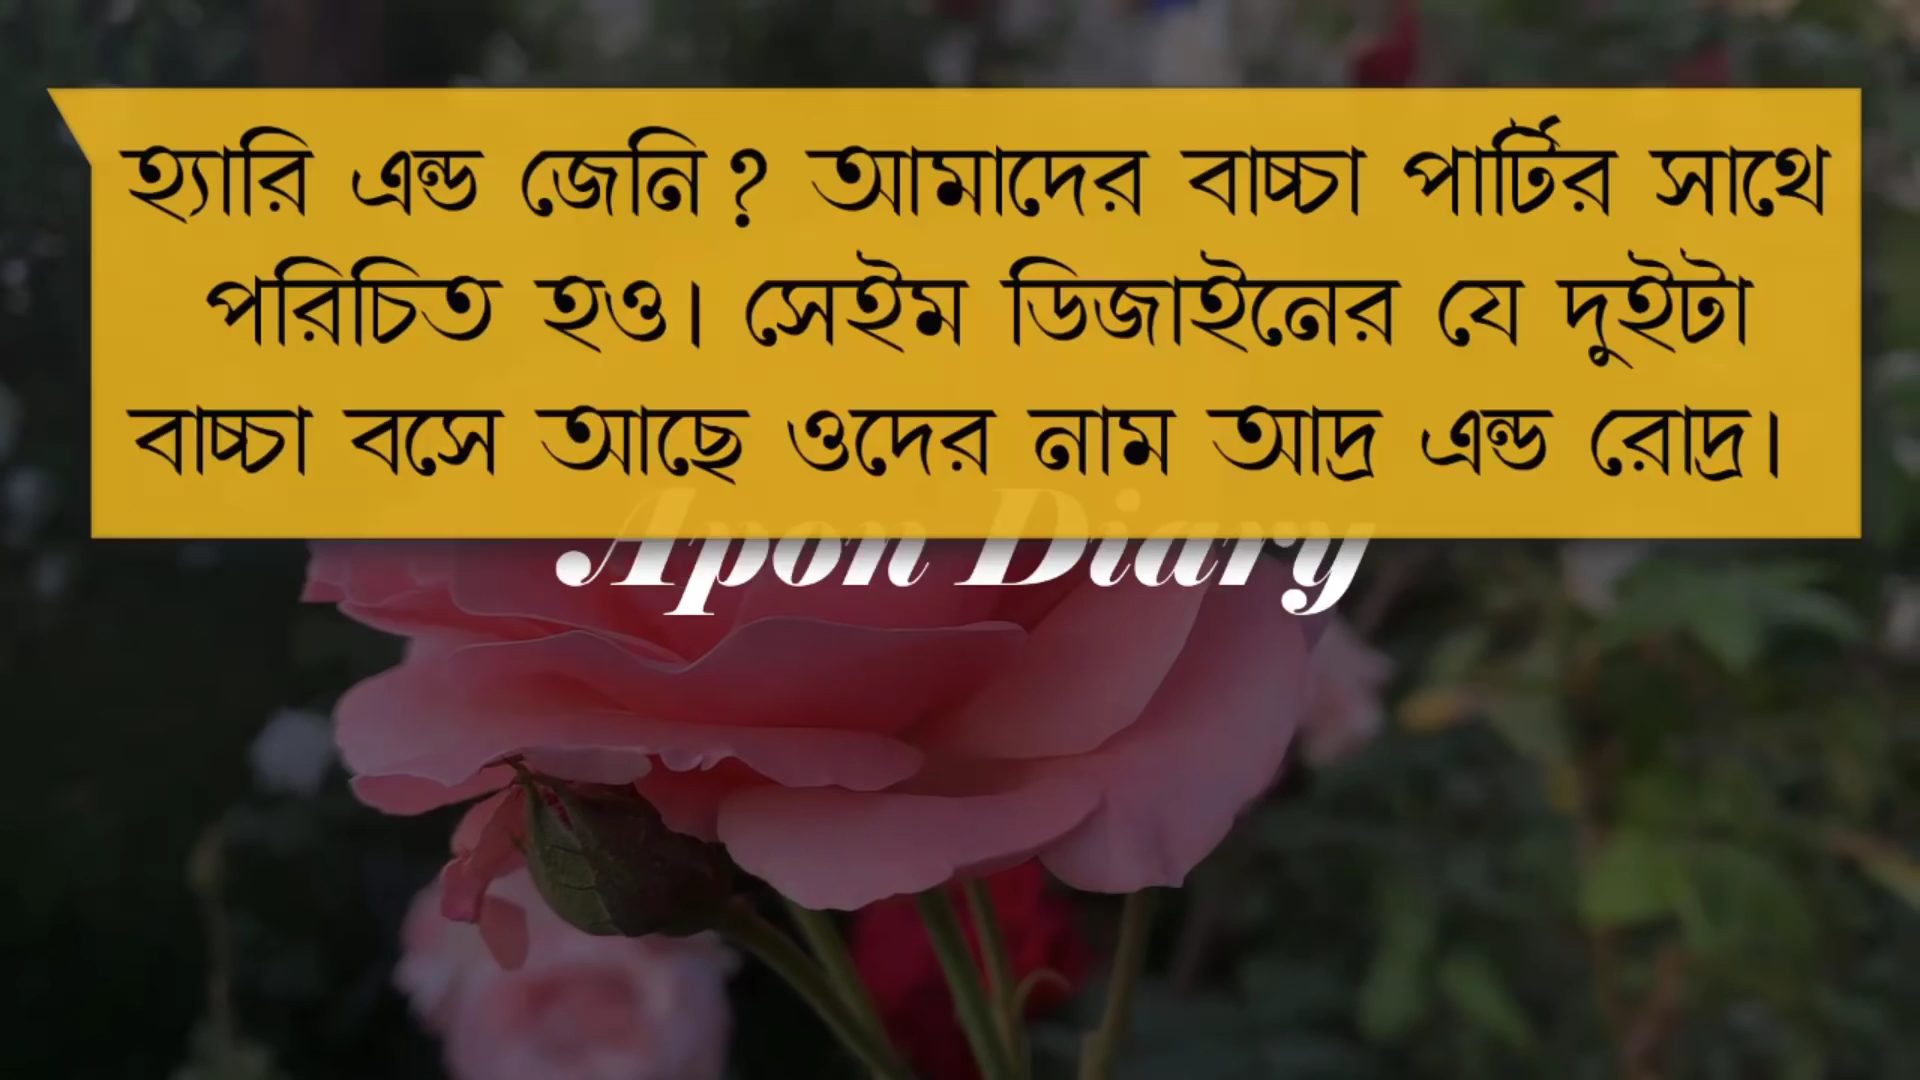 হ্যারি এন্ড জেনি? আমাদের বাচ্চা পার্টির সাথে
পরিচিত হও। সেইম ডিজাইনের যে দুইটা
বাচ্চা বসে আছে ওদের নাম আদ্র এন্ড রোদ্র।
Apon Diary